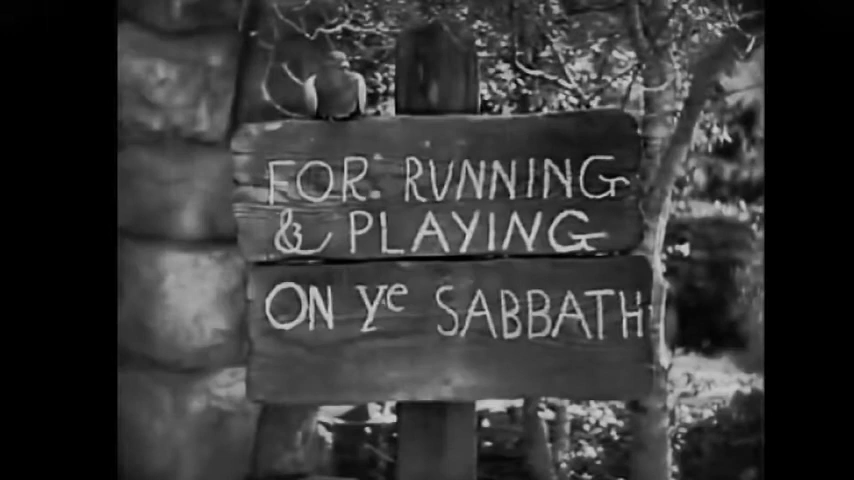 FOR RUNNING
& PLAYING
ON Ye SABBATH